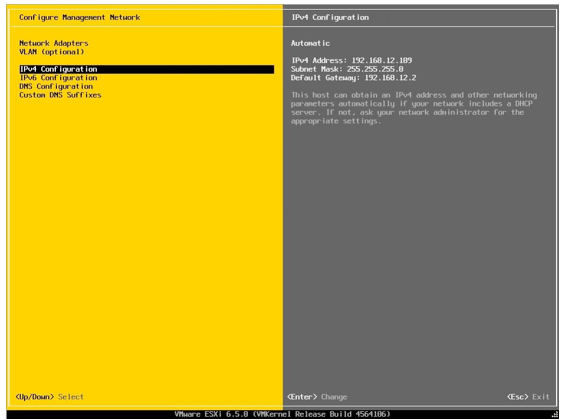 Configure Management Network
IPv4 Configuration
Network Adapters
VLAN (optional)
IPv4 Configuration
IPv6 Configuration
DNS Configuration
Custom DNS Suffixes
Automatic
IPv4 Address: 192.168.12.109
Subnet Mask: 255.255.255.0
Default Gateway: 192.168.12.2
This host can obtain an IPv4 address and other networking
parameters automatically if your network includes a DHCP
server. If not, ask your network administrator for the
appropriate settings.
<Up/Down> Select
<Enter> Change
<Esc> Exit
VMware ESXi 6.5.0 (VMKernel Release Build 4564106)